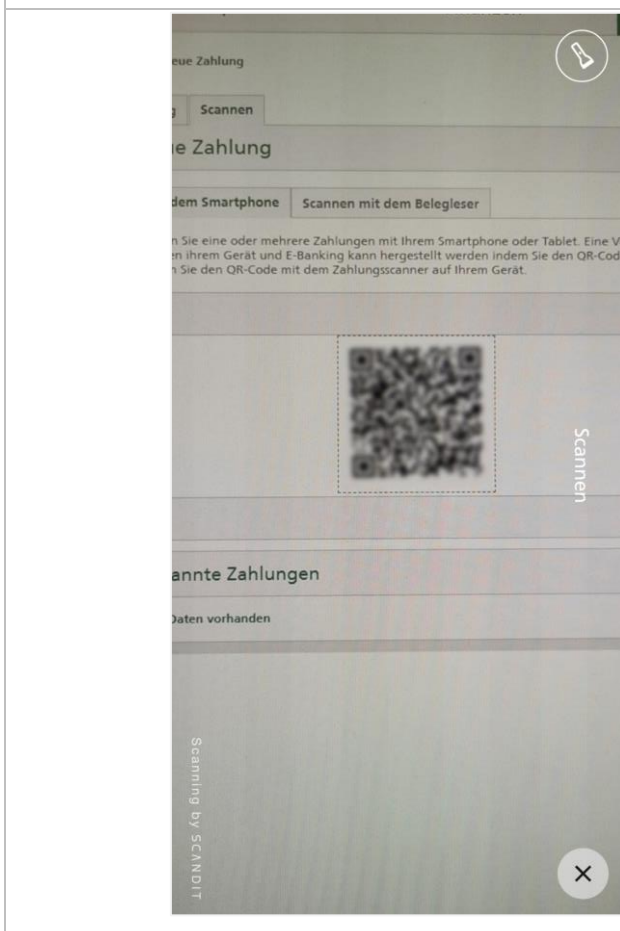 eue Zahlung
g Scannen
e Zahlung
dem Smartphone Scannen mit dem Belegleser
n Sie eine oder mehrere Zahlungen mit Ihrem Smartphone oder Tablet. Eine V
en ihrem Gerät und E-Banking kann hergestellt werden indem Sie den QR-Cod
n Sie den QR-Code mit dem Zahlungsscanner auf Ihrem Gerät.
Scannen
annte Zahlungen
Daten vorhanden
Scanning by SCANDIT